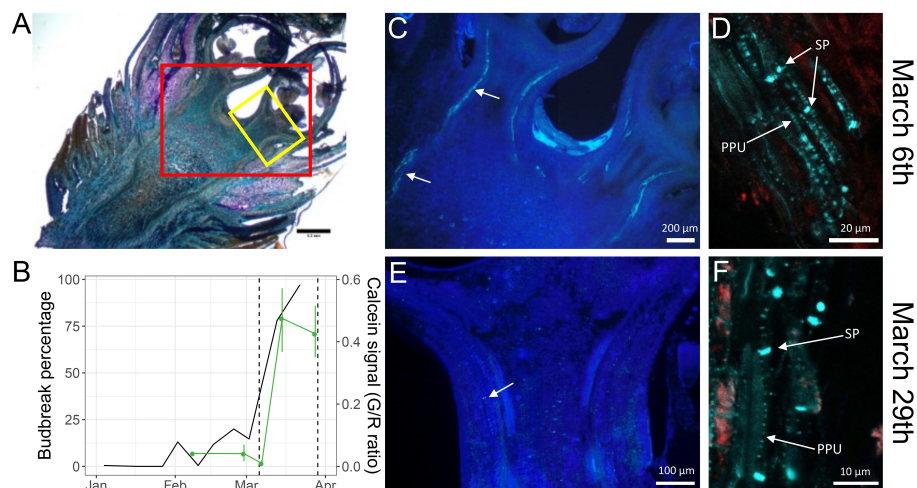 A
C
D
SP
PPU
200 µm
20 µm
March 6th
B
Budbreak percentage
100
75
50
25
0
0.6
0.4
0.2
0.0
Calcein signal (G/R ratio)
Jan
Feb
Mar
Apr
E
F
SP
PPU
100 µm
10 µm
March 29th